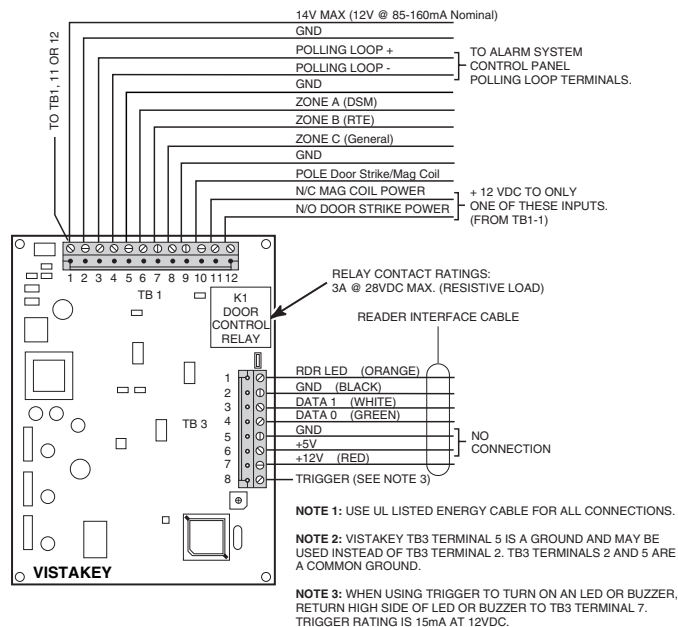 14V MAX (12V @ 85-160mA Nominal)
GND
POLLING LOOP +
POLLING LOOP -
TO ALARM SYSTEM
CONTROL PANEL
POLLING LOOP TERMINALS.
GND
ZONE A (DSM)
ZONE B (RTE)
ZONE C (General)
GND
POLE Door Strike/Mag Coil
N/C MAG COIL POWER
N/O DOOR STRIKE POWER
+ 12 VDC TO ONLY
ONE OF THESE INPUTS.
(FROM TB1-1)
TO TB1, 11 OR 12
1 2 3 4 5 6 7 8 9 10 11 12
TB 1
K1
DOOR
CONTROL
RELAY
RELAY CONTACT RATINGS:
3A @ 28VDC MAX. (RESISTIVE LOAD)
READER INTERFACE CABLE
TB 3
1 RDR LED (ORANGE)
2 GND (BLACK)
3 DATA 1 (WHITE)
4 DATA 0 (GREEN)
5 GND
6 +5V
7 +12V (RED)
8 TRIGGER (SEE NOTE 3)
NO
CONNECTION
VISTAKEY
NOTE 1: USE UL LISTED ENERGY CABLE FOR ALL CONNECTIONS.
NOTE 2: VISTAKEY TB3 TERMINAL 5 IS A GROUND AND MAY BE
USED INSTEAD OF TB3 TERMINAL 2. TB3 TERMINALS 2 AND 5 ARE
A COMMON GROUND.
NOTE 3: WHEN USING TRIGGER TO TURN ON AN LED OR BUZZER,
RETURN HIGH SIDE OF LED OR BUZZER TO TB3 TERMINAL 7.
TRIGGER RATING IS 15mA AT 12VDC.